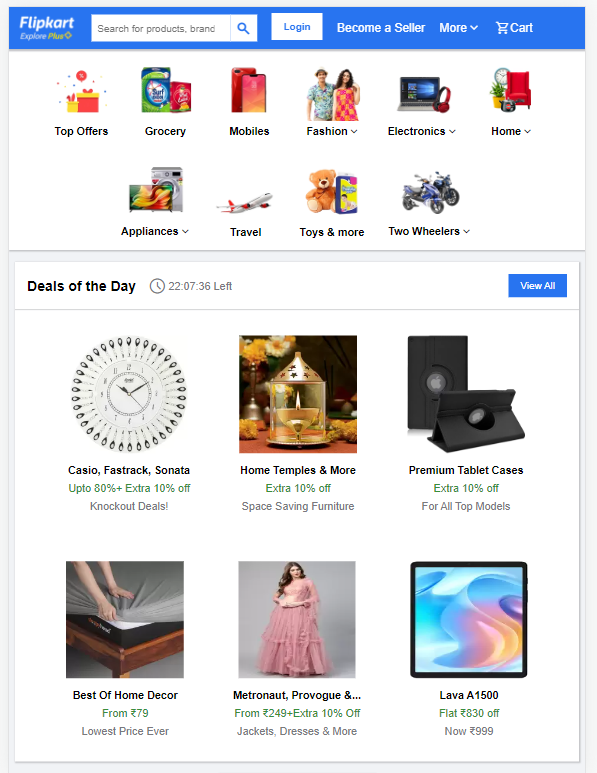 Flipkart
Explore Plus
Search for products, brand
Login
Become a Seller
More
Cart
Top Offers
Grocery
Mobiles
Fashion
Electronics
Home
Appliances
Travel
Toys & more
Two Wheelers
Deals of the Day
22:07:36 Left
View All
Casio, Fastrack, Sonata
Upto 80%+ Extra 10% off
Knockout Deals!
Home Temples & More
Extra 10% off
Space Saving Furniture
Premium Tablet Cases
Extra 10% off
For All Top Models
Best Of Home Decor
From ₹79
Lowest Price Ever
Metronaut, Provogue &...
From ₹249+Extra 10% Off
Jackets, Dresses & More
Lava A1500
Flat ₹830 off
Now ₹999